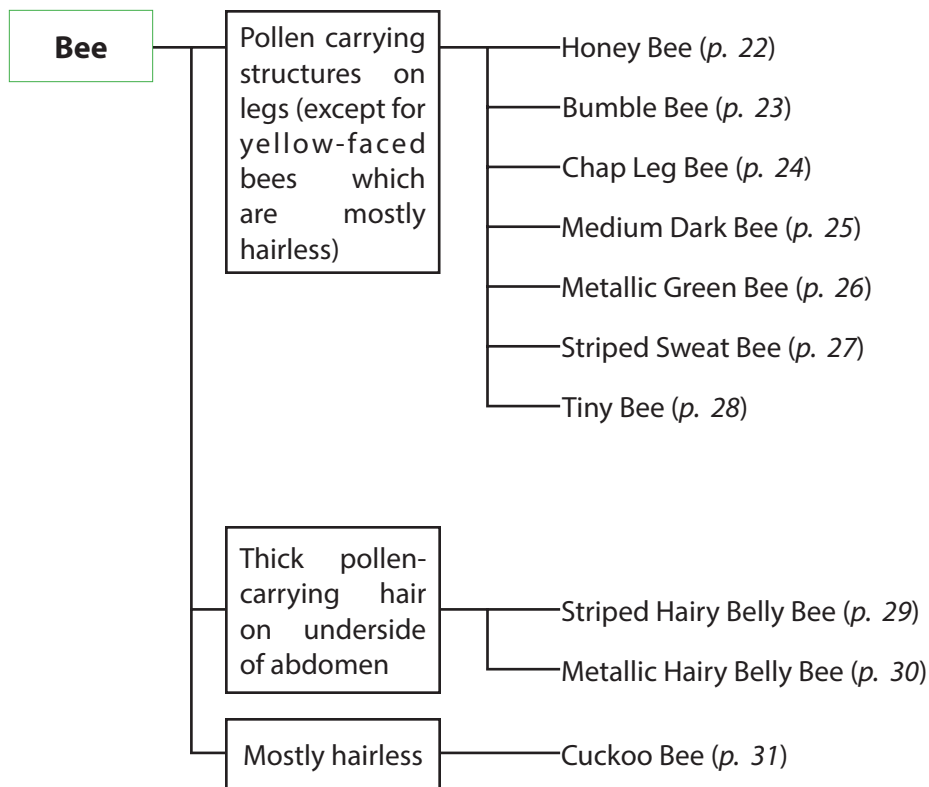 Bee
Pollen carrying
structures on
legs (except for
yellow-faced
bees which
are mostly
hairless)
Honey Bee (p. 22)
Bumble Bee (p. 23)
Chap Leg Bee (p. 24)
Medium Dark Bee (p. 25)
Metallic Green Bee (p. 26)
Striped Sweat Bee (p. 27)
Tiny Bee (p. 28)
Thick pollen-
carrying hair
on underside
of abdomen
Striped Hairy Belly Bee (p. 29)
Metallic Hairy Belly Bee (p. 30)
Mostly hairless
Cuckoo Bee (p. 31)